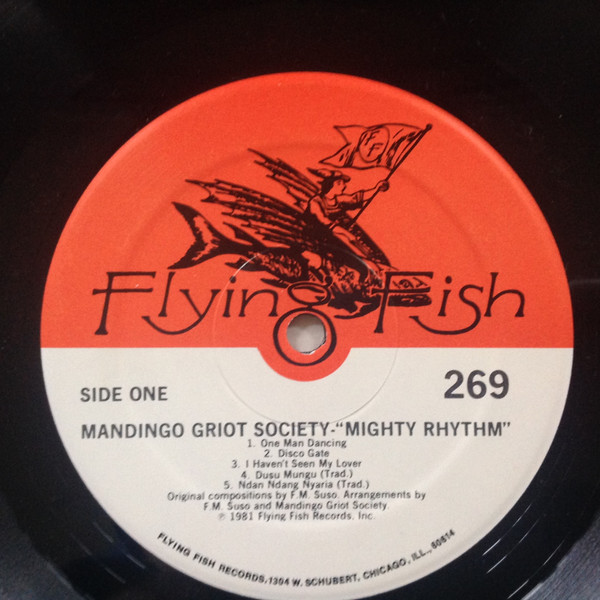 FF
Flying Fish
SIDE ONE
269
MANDINGO GRIOT SOCIETY-"MIGHTY RHYTHM"
1. One Man Dancing
2. Disco Gate
3. I Haven't Seen My Lover
4. Dusu Mungu (Trad.)
5. Ndan Ndang Nyaria (Trad.)
Original compositions by F.M. Suso. Arrangements by
F.M. Suso and Mandingo Griot Society.
℗ 1981 Flying Fish Records, Inc.
FLYING FISH RECORDS, 1304 W. SCHUBERT, CHICAGO, ILL., 60614